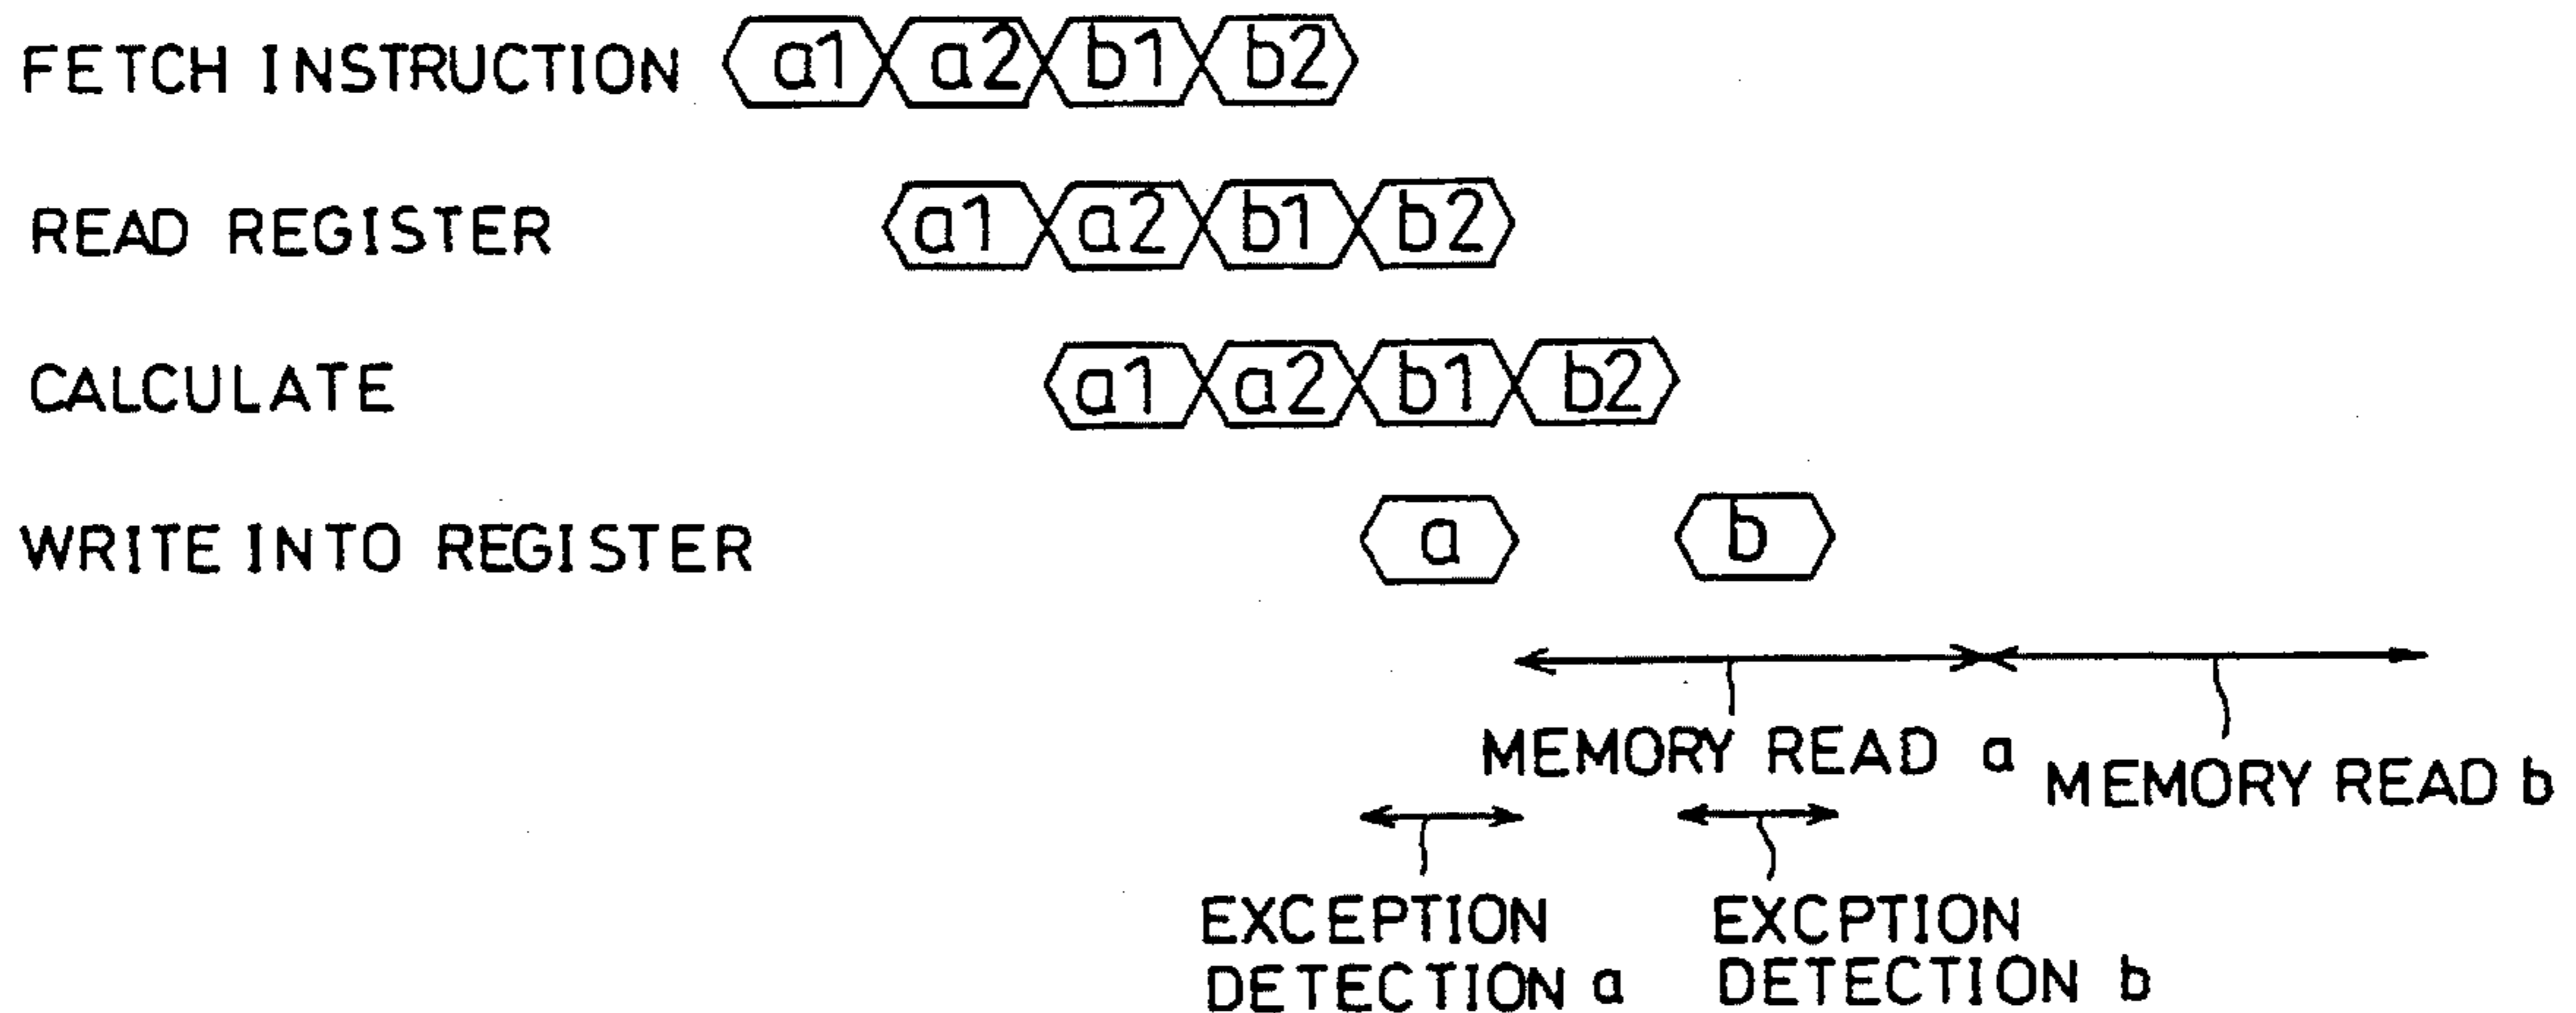 FETCH INSTRUCTION a1 a2 b1 b2
READ REGISTER a1 a2 b1 b2
CALCULATE a1 a2 b1 b2
WRITE INTO REGISTER a b
MEMORY READ a MEMORY READ b
EXCEPTION
DETECTION a
EXCPTION
DETECTION b